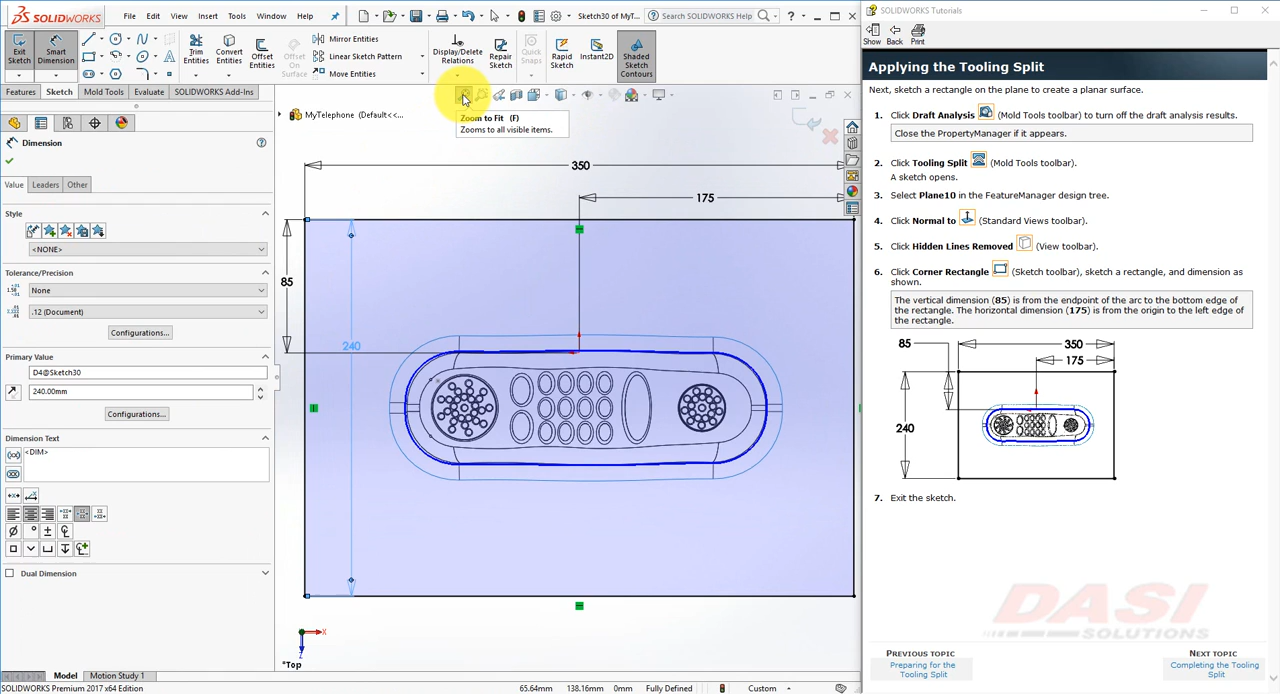 SOLIDWORKS
File
Edit
View
Insert
Tools
Window
Help
Sketch30 of MyT...
Search SOLIDWORKS Help
Exit Sketch
Smart Dimension
Trim Entities
Convert Entities
Offset Entities
Offset On Surface
Mirror Entities
Linear Sketch Pattern
Move Entities
Display/Delete Relations
Repair Sketch
Quick Snaps
Rapid Sketch
Instant2D
Shaded Sketch Contours
Features
Sketch
Mold Tools
Evaluate
SOLIDWORKS Add-Ins
Dimension
Value
Leaders
Other
Style
<NONE>
Tolerance/Precision
None
.12 (Document)
Configurations...
Primary Value
D4@Sketch30
240.00mm
Configurations...
Dimension Text
<DIM>
Dual Dimension
MyTelephone (Default<<...
Zoom to Fit (F)
Zooms to all visible items.
350
175
85
240
X
Z
*Top
Model
Motion Study 1
SOLIDWORKS Premium 2017 x64 Edition
65.64mm
138.16mm
0mm
Fully Defined
Custom
SOLIDWORKS Tutorials
Show
Back
Print
Applying the Tooling Split
Next, sketch a rectangle on the plane to create a planar surface.
1. Click Draft Analysis (Mold Tools toolbar) to turn off the draft analysis results.
Close the PropertyManager if it appears.
2. Click Tooling Split (Mold Tools toolbar).
A sketch opens.
3. Select Plane10 in the FeatureManager design tree.
4. Click Normal to (Standard Views toolbar).
5. Click Hidden Lines Removed (View toolbar).
6. Click Corner Rectangle (Sketch toolbar), sketch a rectangle, and dimension as
shown.
The vertical dimension (85) is from the endpoint of the arc to the bottom edge of
the rectangle. The horizontal dimension (175) is from the origin to the left edge of
the rectangle.
85
350
175
240
7. Exit the sketch.
DASI
SOLUTIONS
PREVIOUS TOPIC
Preparing for the
Tooling Split
NEXT TOPIC
Completing the Tooling
Split